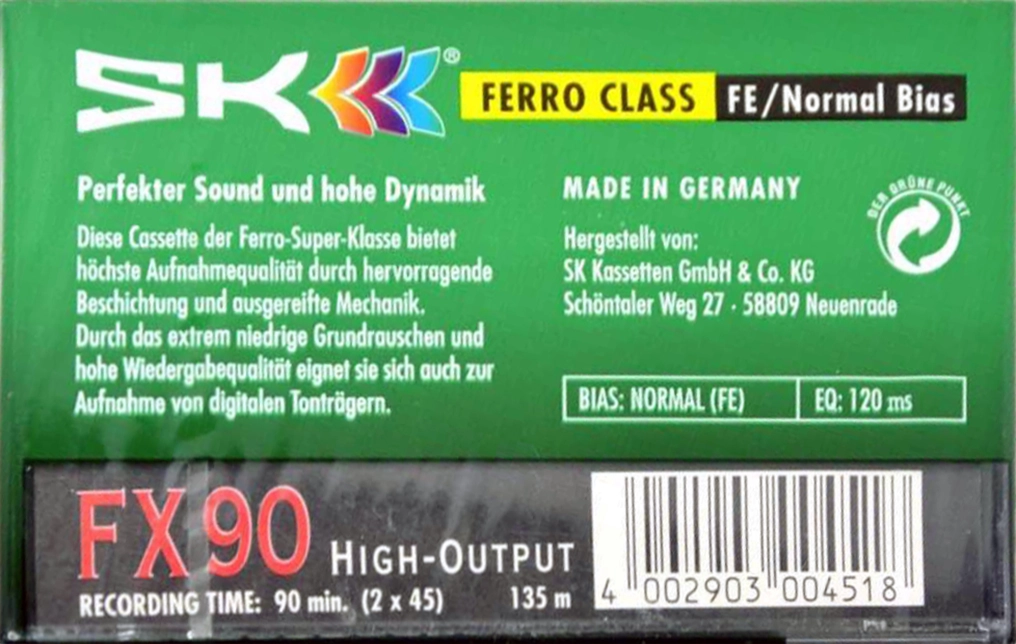 SK®
FERRO CLASS FE/Normal Bias
Perfekter Sound und hohe Dynamik
Diese Cassette der Ferro-Super-Klasse bietet
höchste Aufnahmequalität durch hervorragende
Beschichtung und ausgereifte Mechanik.
Durch das extrem niedrige Grundrauschen und
hohe Wiedergabequalität eignet sie sich auch zur
Aufnahme von digitalen Tonträgern.
MADE IN GERMANY
Hergestellt von:
SK Kassetten GmbH & Co. KG
Schöntaler Weg 27 · 58809 Neuenrade
DER GRÜNE PUNKT
BIAS: NORMAL (FE) EQ: 120 ms
FX90 HIGH-OUTPUT
RECORDING TIME: 90 min. (2 x 45) 135 m
4 002903 004518